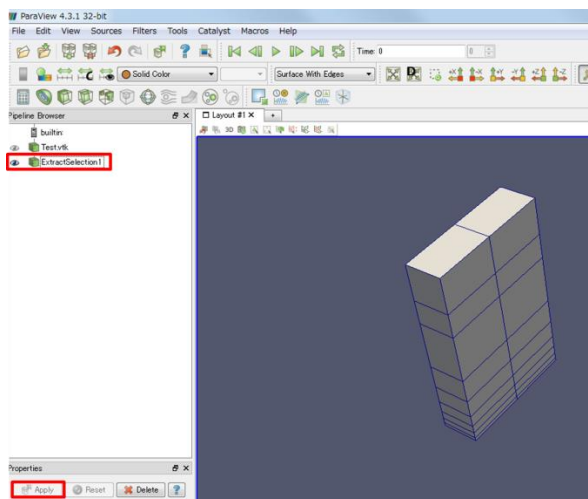 ParaView 4.3.1 32-bit
File Edit View Sources Filters Tools Catalyst Macros Help
Time: 0 0
Solid Color Surface With Edges
Pipeline Browser
Layout #1
3D
builtin:
Test.vtk
ExtractSelection1
Properties
Apply Reset Delete ?